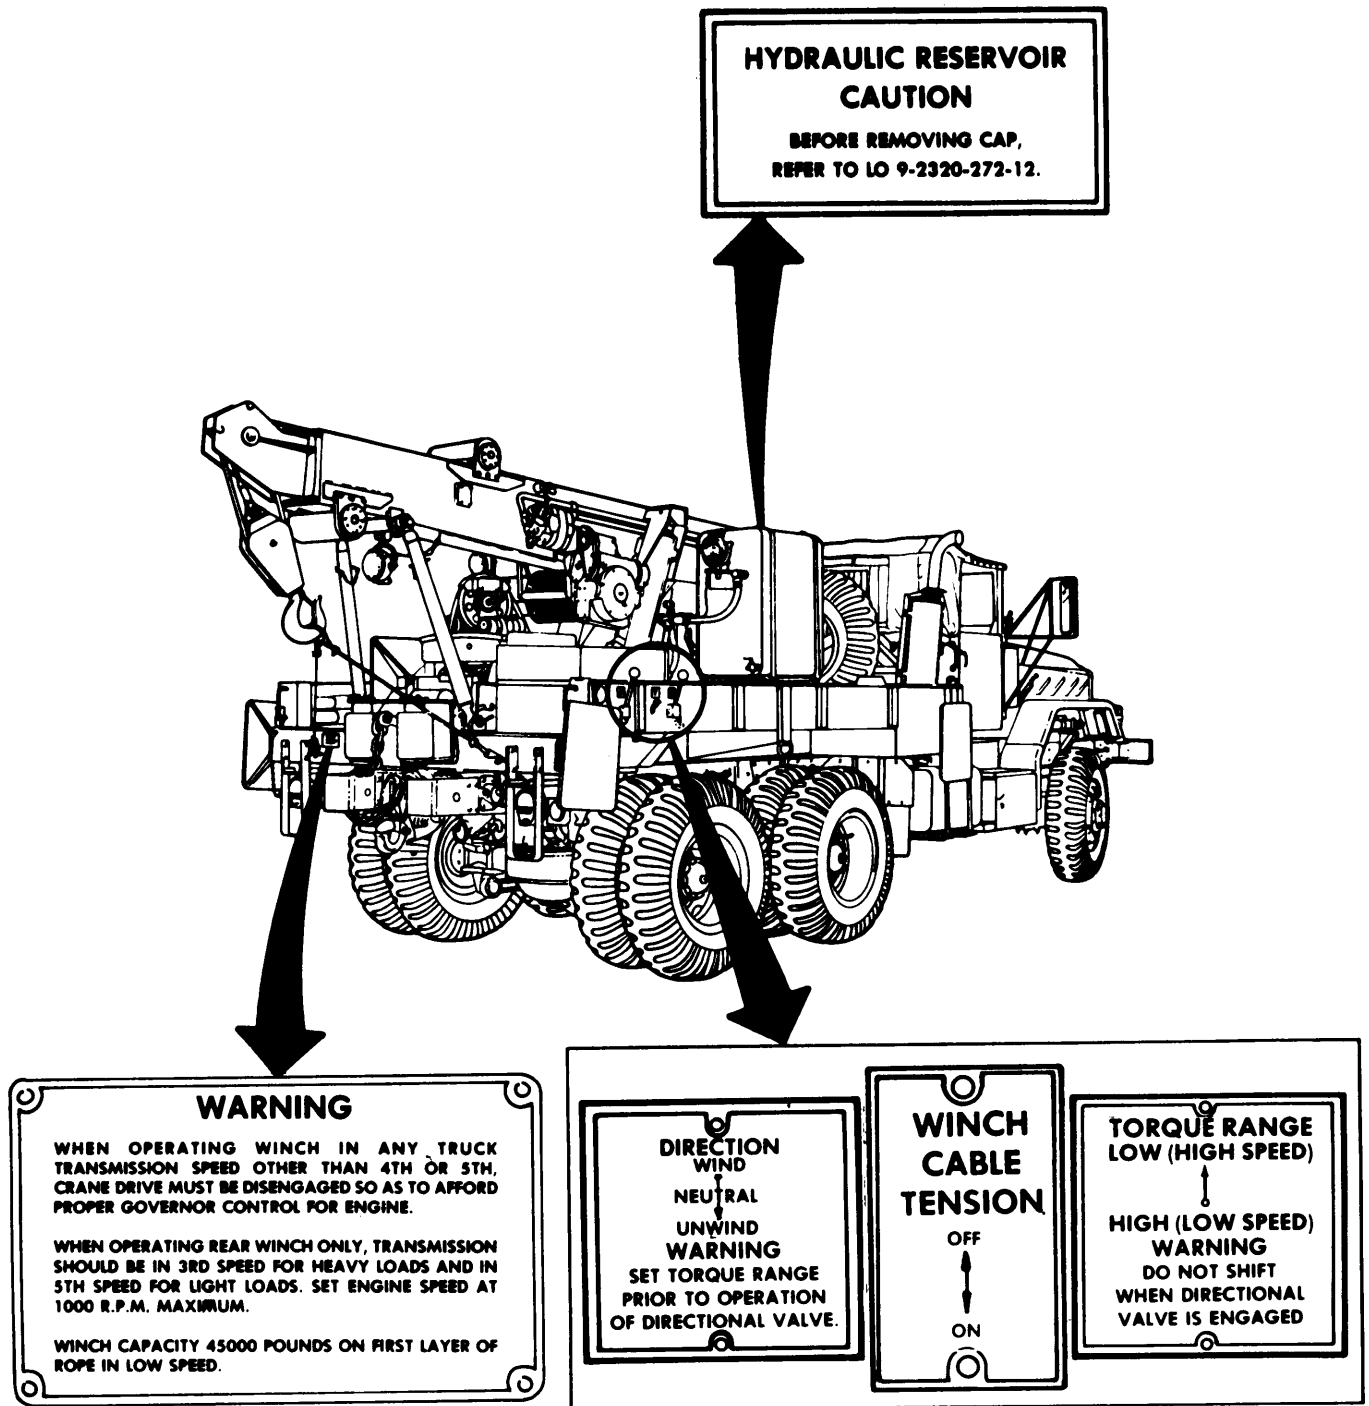 HYDRAULIC RESERVOIR
CAUTION
BEFORE REMOVING CAP,
REFER TO LO 9-2320-272-12.
WARNING
WHEN OPERATING WINCH IN ANY TRUCK
TRANSMISSION SPEED OTHER THAN 4TH OR 5TH,
CRANE DRIVE MUST BE DISENGAGED SO AS TO AFFORD
PROPER GOVERNOR CONTROL FOR ENGINE.
WHEN OPERATING REAR WINCH ONLY, TRANSMISSION
SHOULD BE IN 3RD SPEED FOR HEAVY LOADS AND IN
5TH SPEED FOR LIGHT LOADS. SET ENGINE SPEED AT
1000 R.P.M. MAXIMUM.
WINCH CAPACITY 45000 POUNDS ON FIRST LAYER OF
ROPE IN LOW SPEED.
DIRECTION
WIND
NEUTRAL
UNWIND
WARNING
SET TORQUE RANGE
PRIOR TO OPERATION
OF DIRECTIONAL VALVE.
WINCH
CABLE
TENSION
OFF
ON
TORQUE RANGE
LOW (HIGH SPEED)
HIGH (LOW SPEED)
WARNING
DO NOT SHIFT
WHEN DIRECTIONAL
VALVE IS ENGAGED